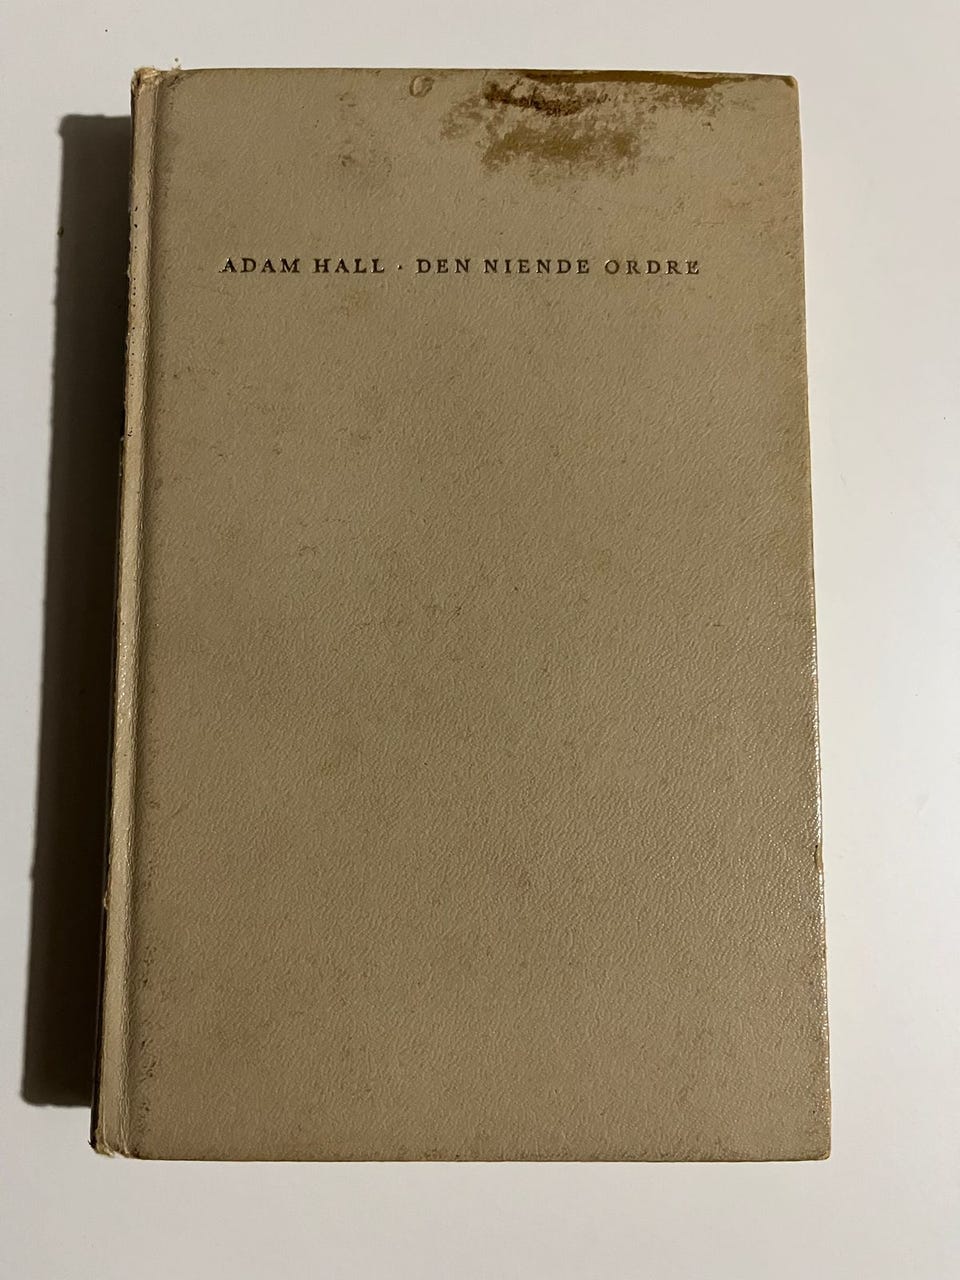 ADAM HALL · DEN NIENDE ORDRE